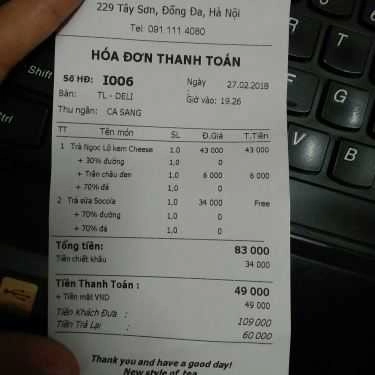 229 Tây Sơn, Đống Đa, Hà Nội
Tel: 091 111 4080
HÓA ĐƠN THANH TOÁN
Số HĐ: I006 Ngày : 27.02.2018
Bàn: TL - DELI Giờ vào: 19.26
Thu ngân: CA SANG
TT Tên món SL Đ.Giá T.Tiền
1 Trà Ngọc Lộ kem Cheese 1,0 43 000 43 000
+ 30% đường 1,0 0
+ Trân châu đen 1,0 6 000 6 000
+ 70% đá 1,0 0
2 Trà sữa Socola 1,0 34 000 Free
+ 70% đường 1,0 0
+ 70% đá 1,0 0
Tổng tiền: 83 000
Tiền chiết khấu 34 000
Tiền Thanh Toán : 49 000
+ Tiền mặt VND 49 000
Tiền Khách Đưa : 109 000
Tiền Trả Lại : 60 000
Thank you and have a good day!
New style of tea
Shift
Ctrl